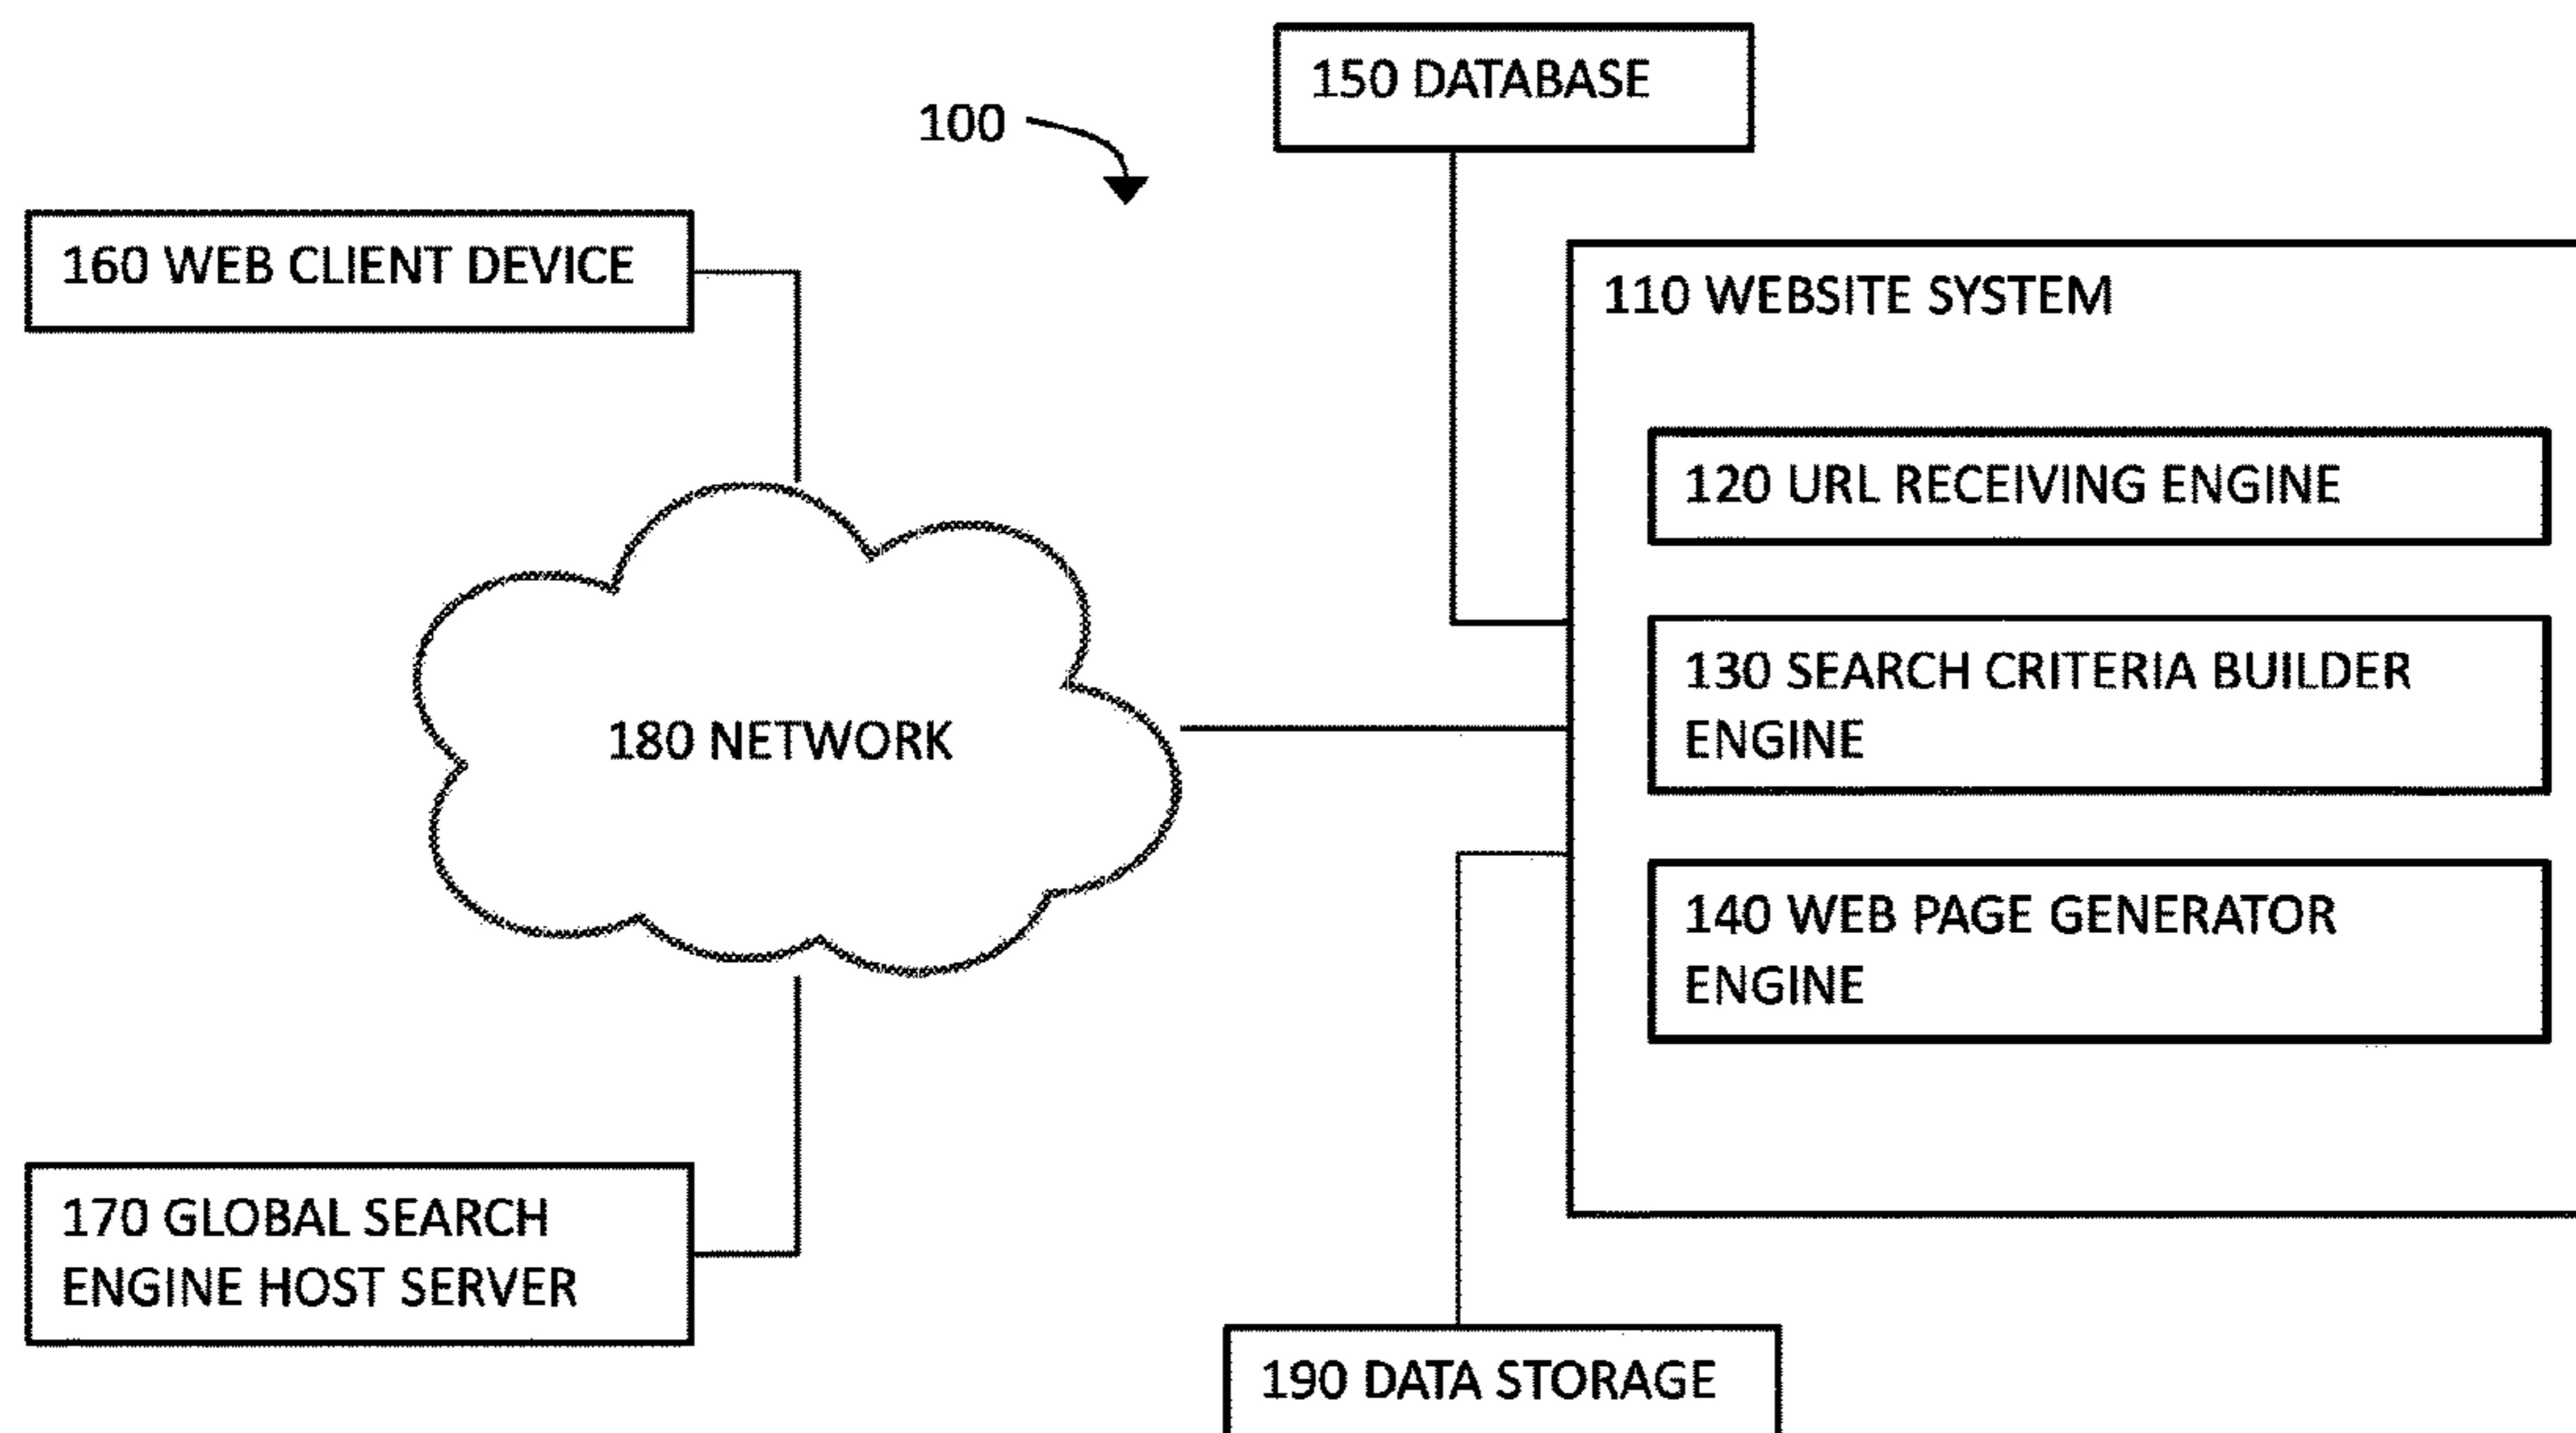 150 DATABASE
100
160 WEB CLIENT DEVICE
110 WEBSITE SYSTEM
120 URL RECEIVING ENGINE
130 SEARCH CRITERIA BUILDER
ENGINE
180 NETWORK
140 WEB PAGE GENERATOR
ENGINE
170 GLOBAL SEARCH
ENGINE HOST SERVER
190 DATA STORAGE